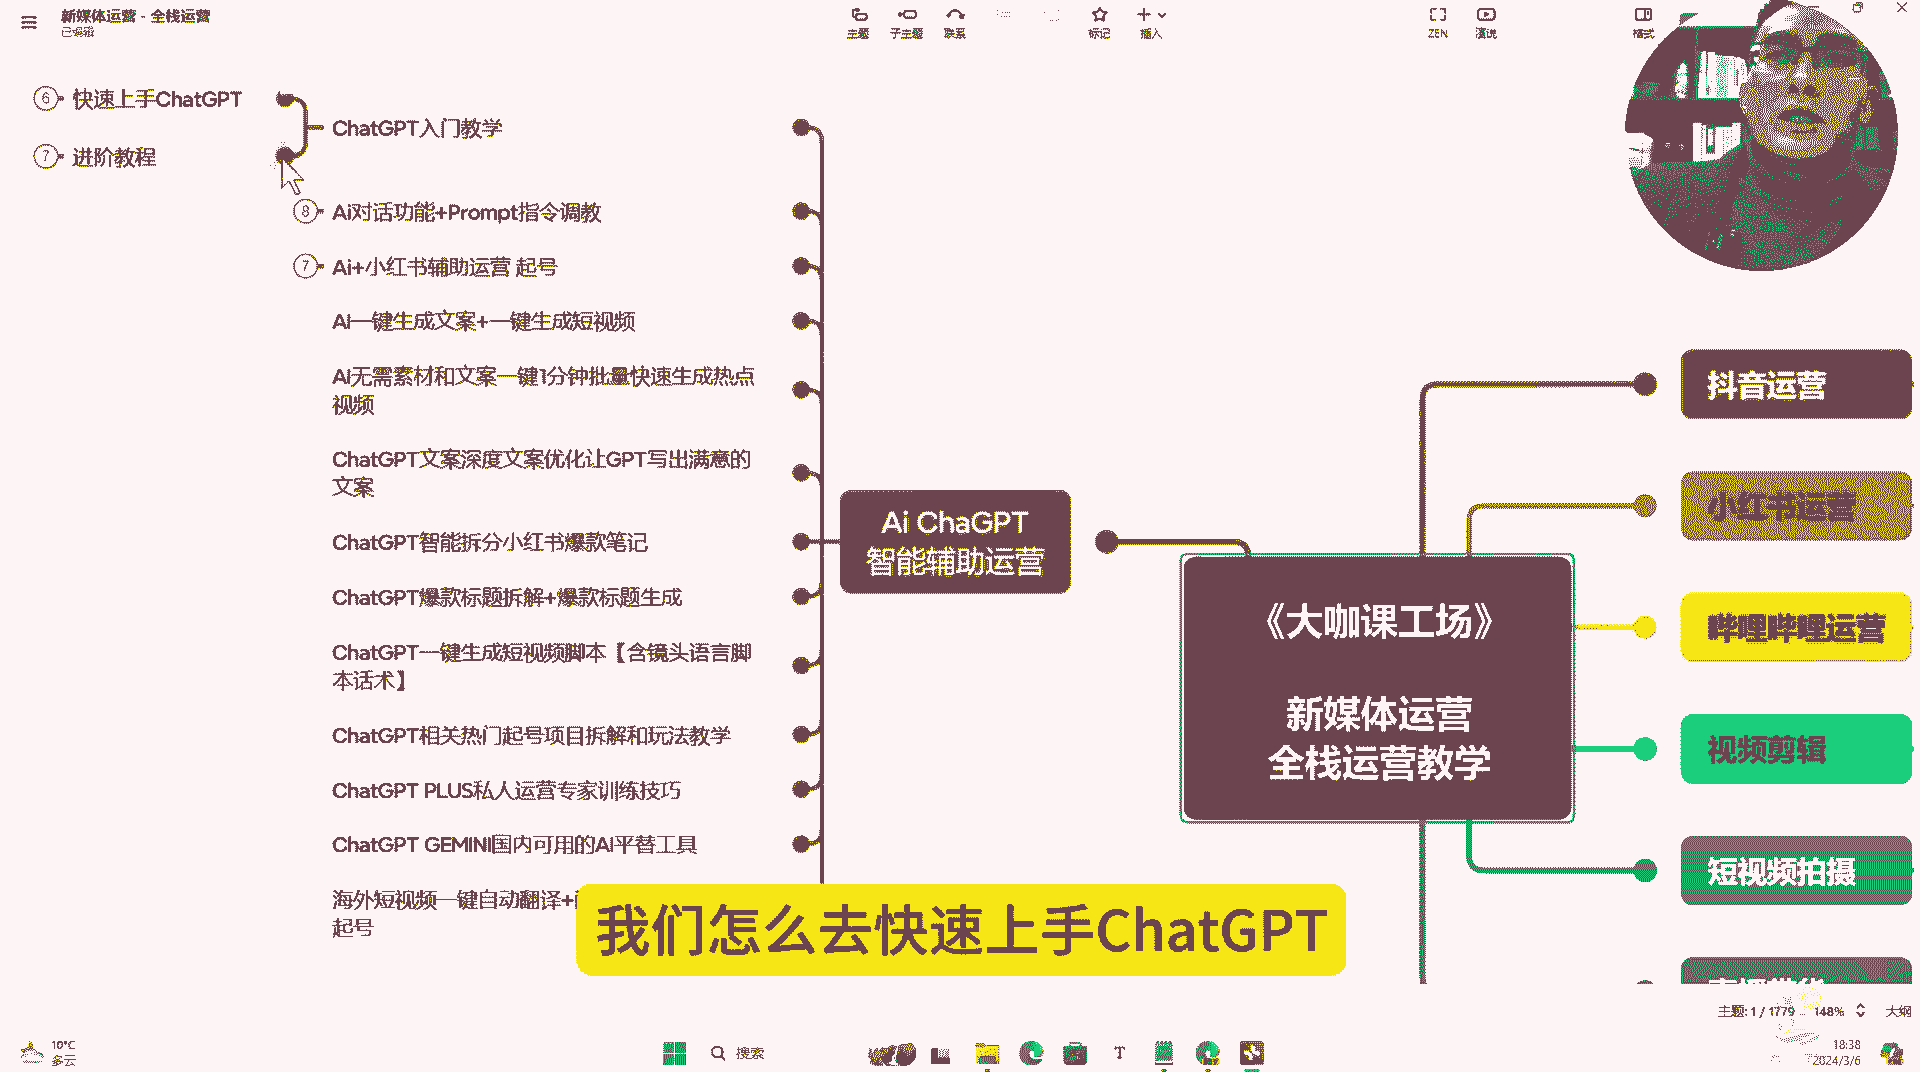 新媒体运营 - 全栈运营
已编辑
主题
子主题
联系
标记
插入
ZEN
演说
格式
6
快速上手ChatGPT
7
进阶教程
ChatGPT入门教学
8
Ai对话功能+Prompt指令调教
7
Ai+小红书辅助运营 起号
Ai一键生成文案+一键生成短视频
Ai无需素材和文案一键1分钟批量快速生成热点
视频
ChatGPT文案深度文案优化让GPT写出满意的
文案
ChatGPT智能拆分小红书爆款笔记
ChatGPT爆款标题拆解+爆款标题生成
ChatGPT一键生成短视频脚本【含镜头语言脚
本话术】
ChatGPT相关热门起号项目拆解和玩法教学
ChatGPT PLUS私人运营专家训练技巧
ChatGPT GEMINI国内可用的Ai平替工具
海外短视频一键自动翻译+
起号
Ai ChaGPT
智能辅助运营
《大咖课工场》
新媒体运营
全栈运营教学
抖音运营
小红书运营
哔哩哔哩运营
视频剪辑
短视频拍摄
我们怎么去快速上手ChatGPT
主题: 1 / 1779
148%
大纲
10°C
多云
搜索
18:38
2024/3/6